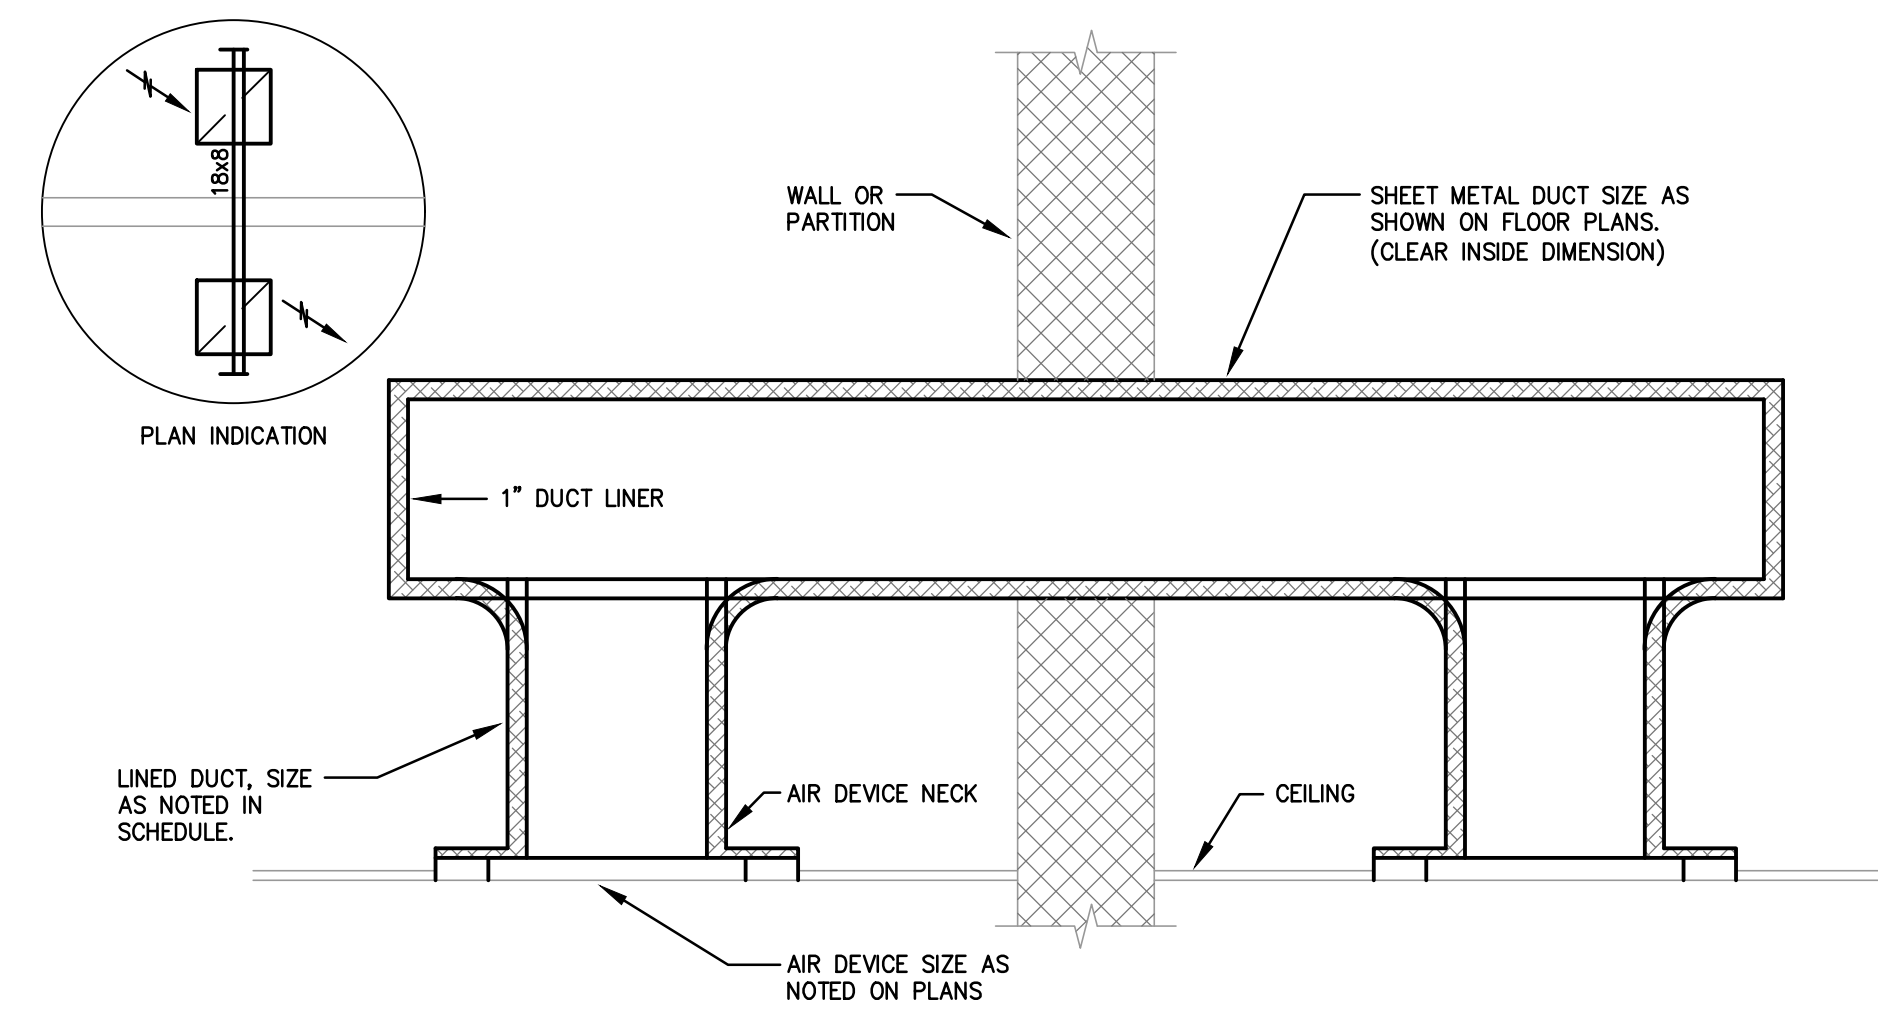 18x8
PLAN INDICATION
WALL OR
PARTITION
SHEET METAL DUCT SIZE AS
SHOWN ON FLOOR PLANS.
(CLEAR INSIDE DIMENSION)
1” DUCT LINER
LINED DUCT, SIZE
AS NOTED IN
SCHEDULE.
AIR DEVICE NECK
CEILING
AIR DEVICE SIZE AS
NOTED ON PLANS